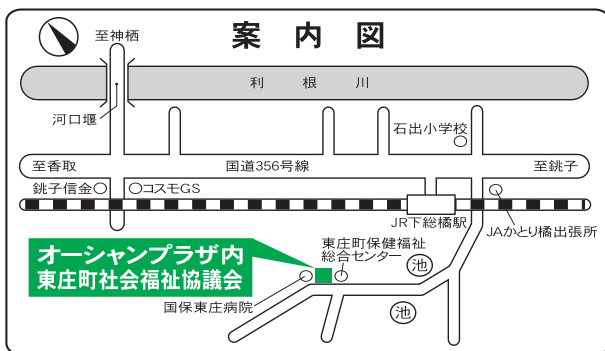 案内図
至神栖
利根川
河口堰
石出小学校
至香取
国道356号線
至銚子
銚子信金
コスモGS
JR下総橘駅
JAかとり橘出張所
オーシャンプラザ内
東庄町社会福祉協議会
東庄町保健福祉
総合センター
池
国保東庄病院
池